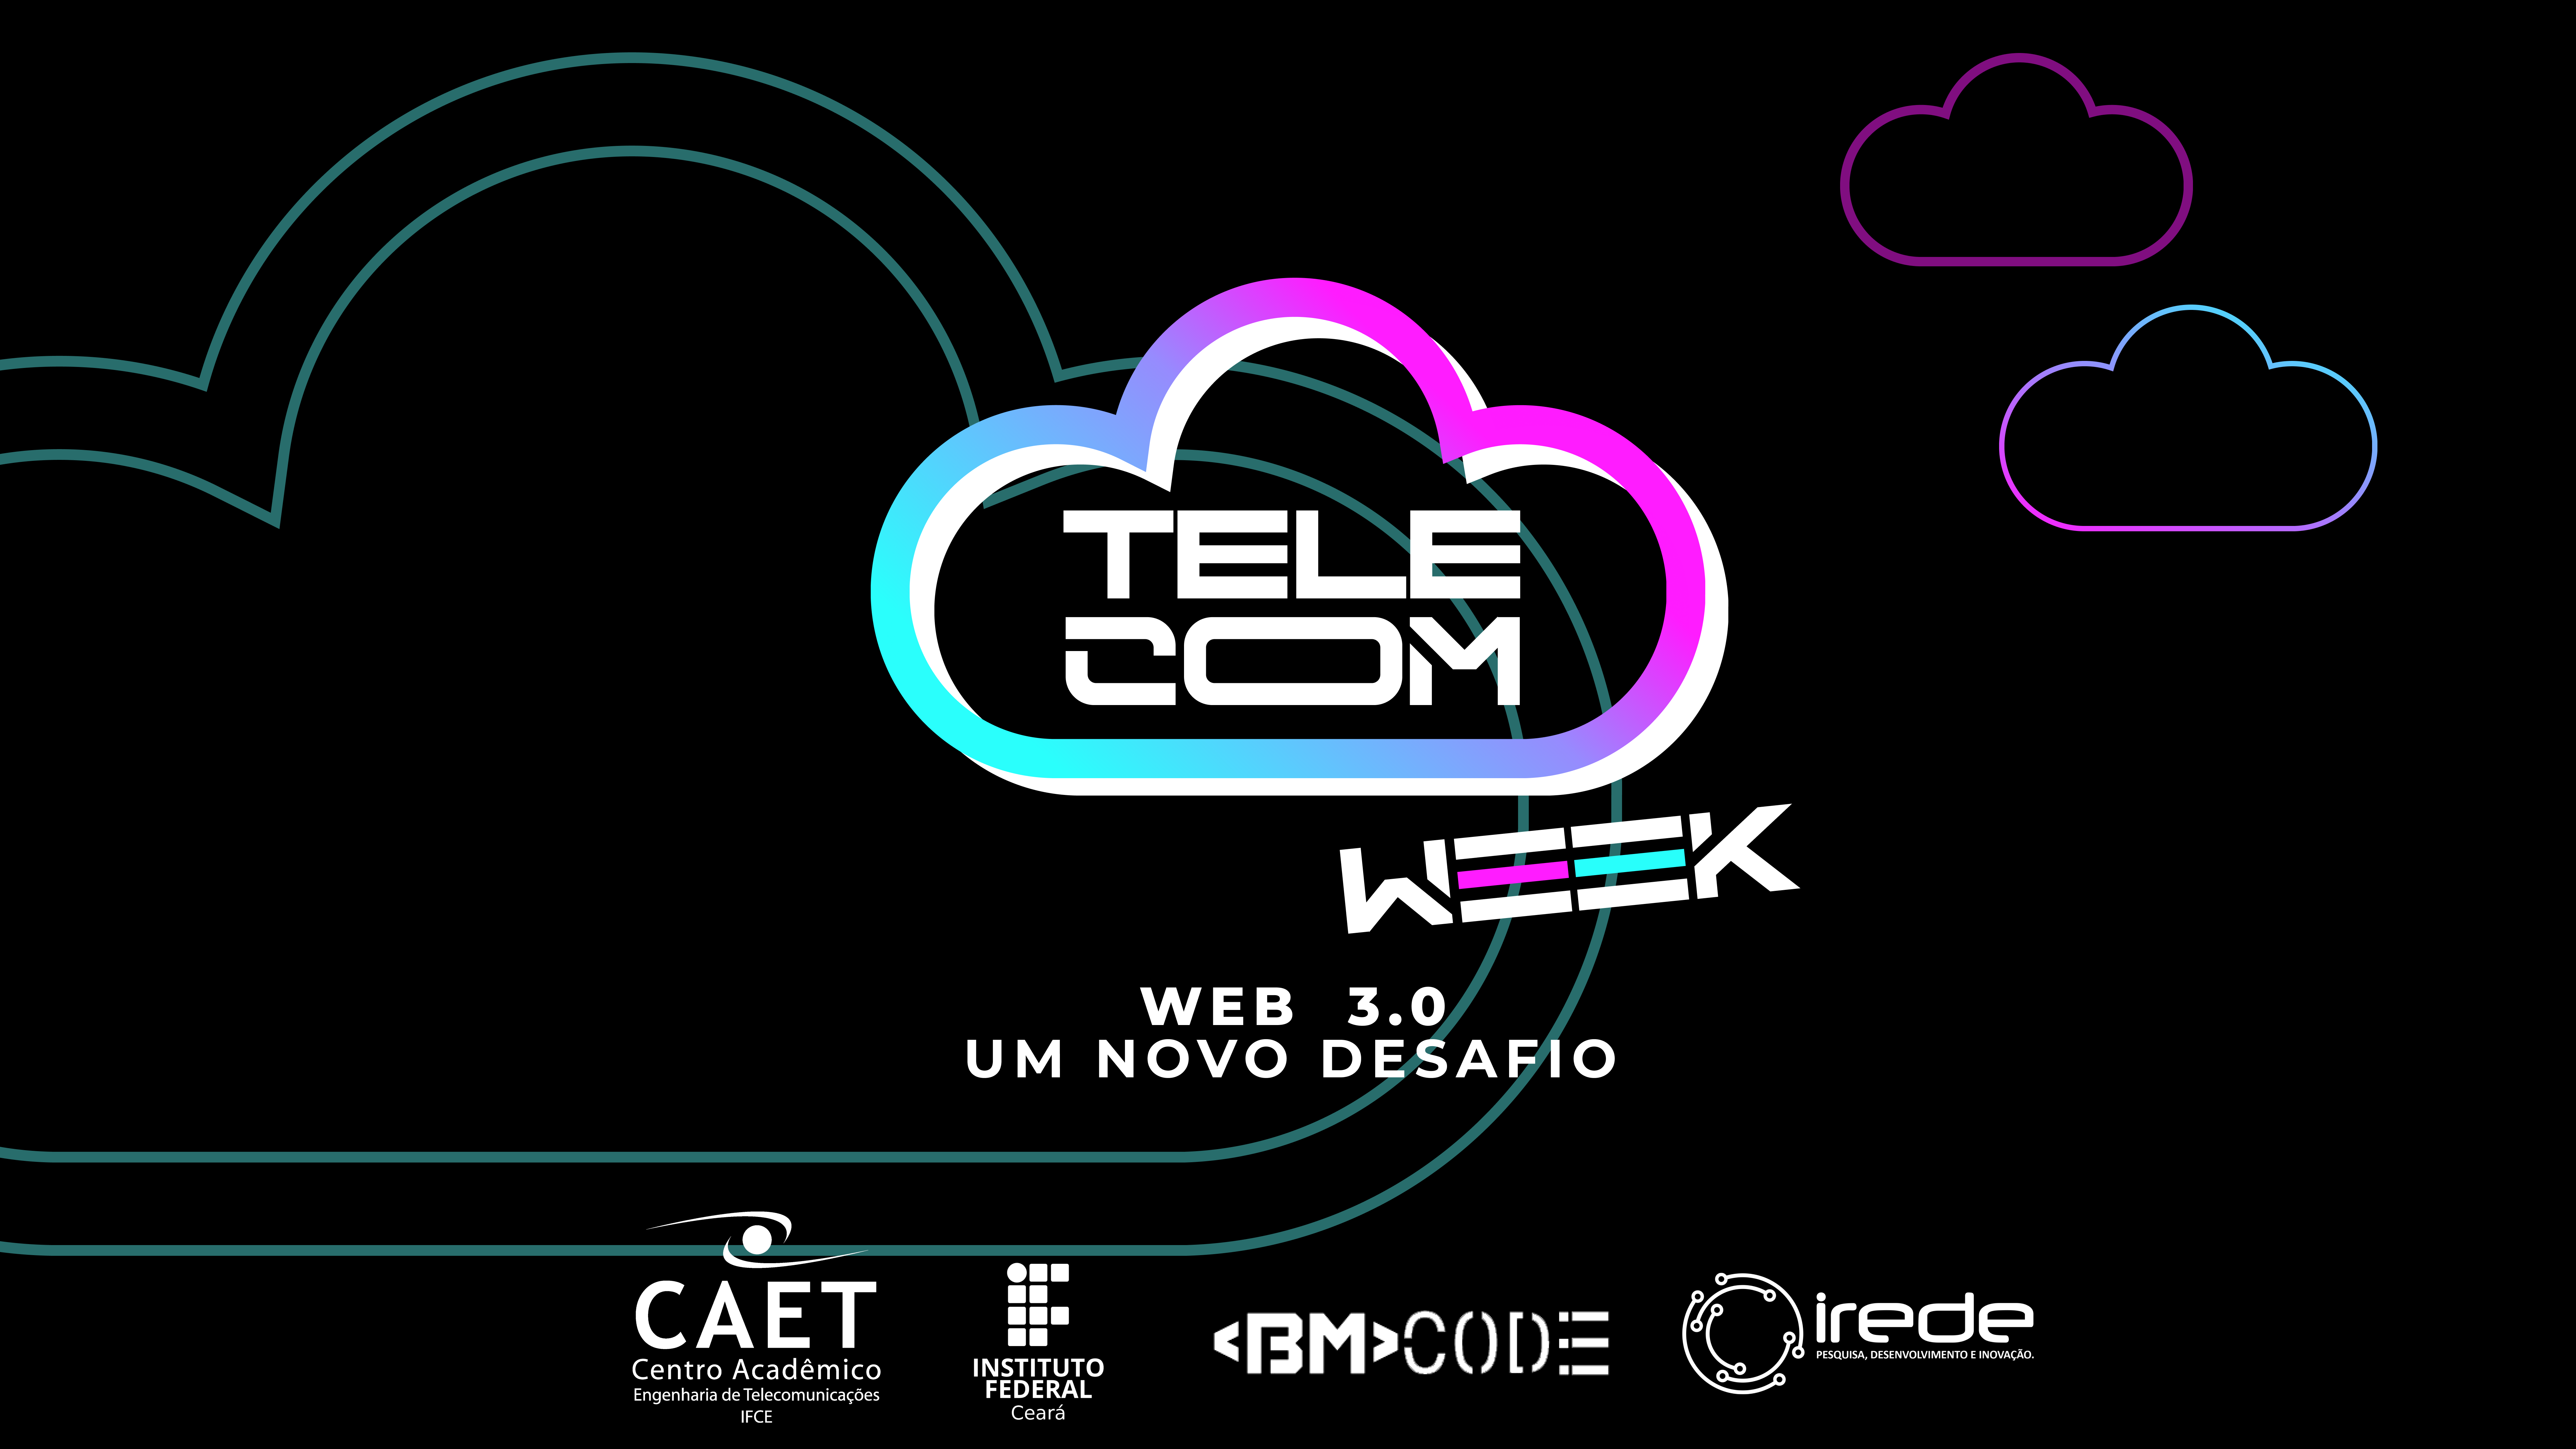 TELE
COM
WEEK
WEB 3.0
UM NOVO DESAFIO
CAET
Centro Acadêmico
Engenharia de Telecomunicações
IFCE
INSTITUTO
FEDERAL
Ceará
<BM>CODE
irede
PESQUISA, DESENVOLVIMENTO E INOVAÇÃO.